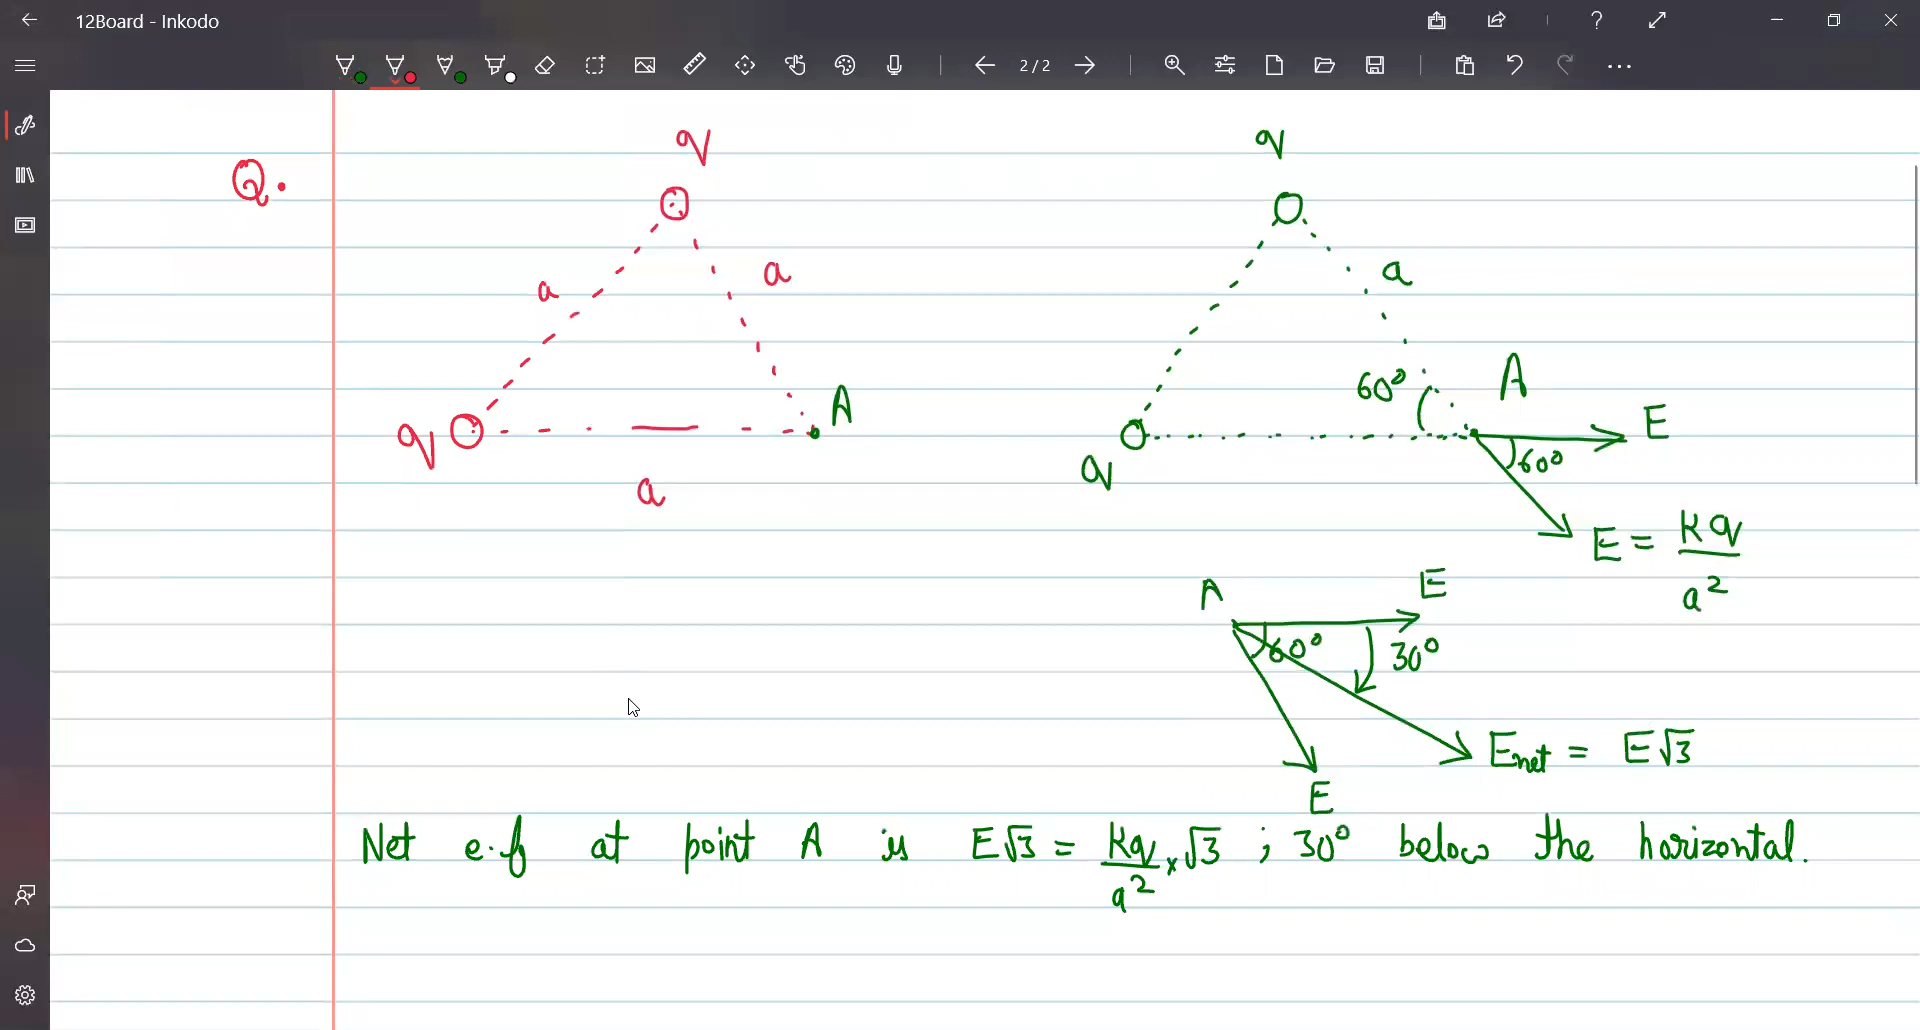 12Board - Inkodo
2 / 2
Q.
q
a
a
q
A
a
q
a
60°
A
E
60°
q
E = Kq / a²
A
E
60°
30°
E_net = E√3
E
Net e.f at point A is E√3 = Kq/a² × √3 ; 30° below the horizontal.